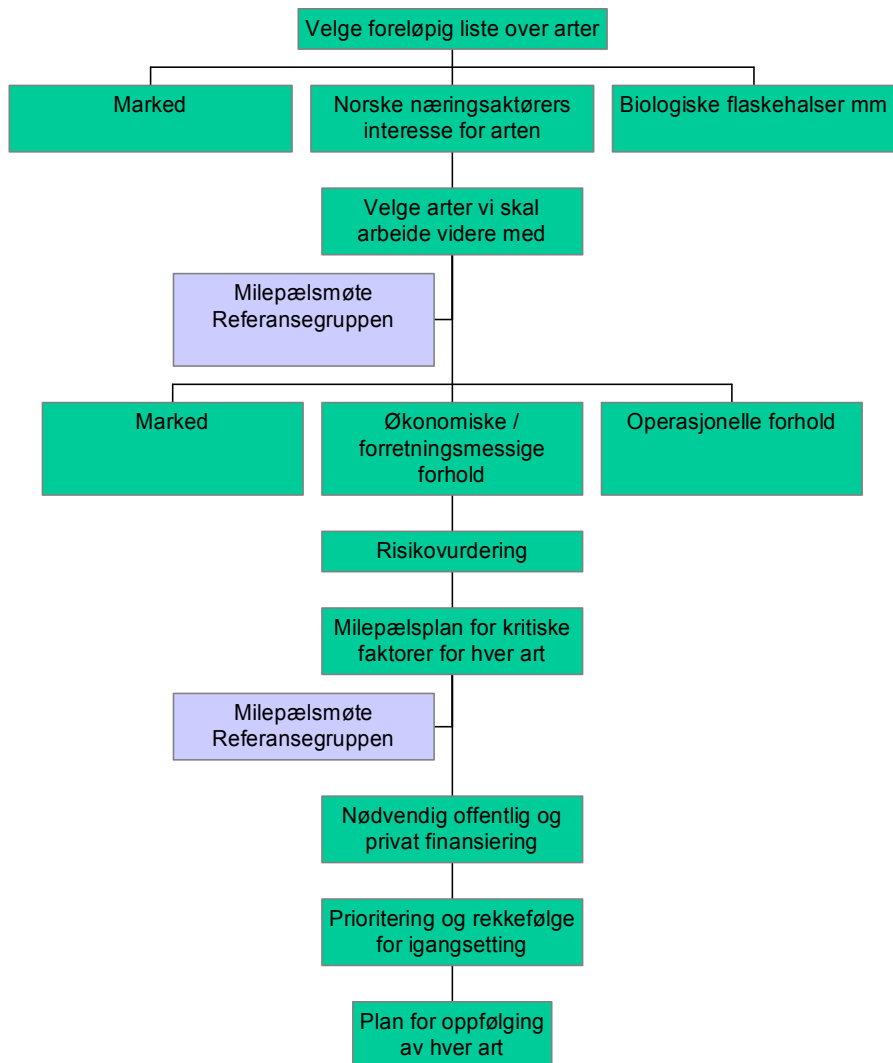 Velge foreløpig liste over arter
Marked
Norske næringsaktørers
interesse for arten
Biologiske flaskehalser mm
Velge arter vi skal
arbeide videre med
Milepælsmøte
Referansegruppen
Marked
Økonomiske /
forretningsmessige
forhold
Operasjonelle forhold
Risikovurdering
Milepælsplan for kritiske
faktorer for hver art
Milepælsmøte
Referansegruppen
Nødvendig offentlig og
privat finansiering
Prioritering og rekkefølge
for igangsetting
Plan for oppfølging
av hver art